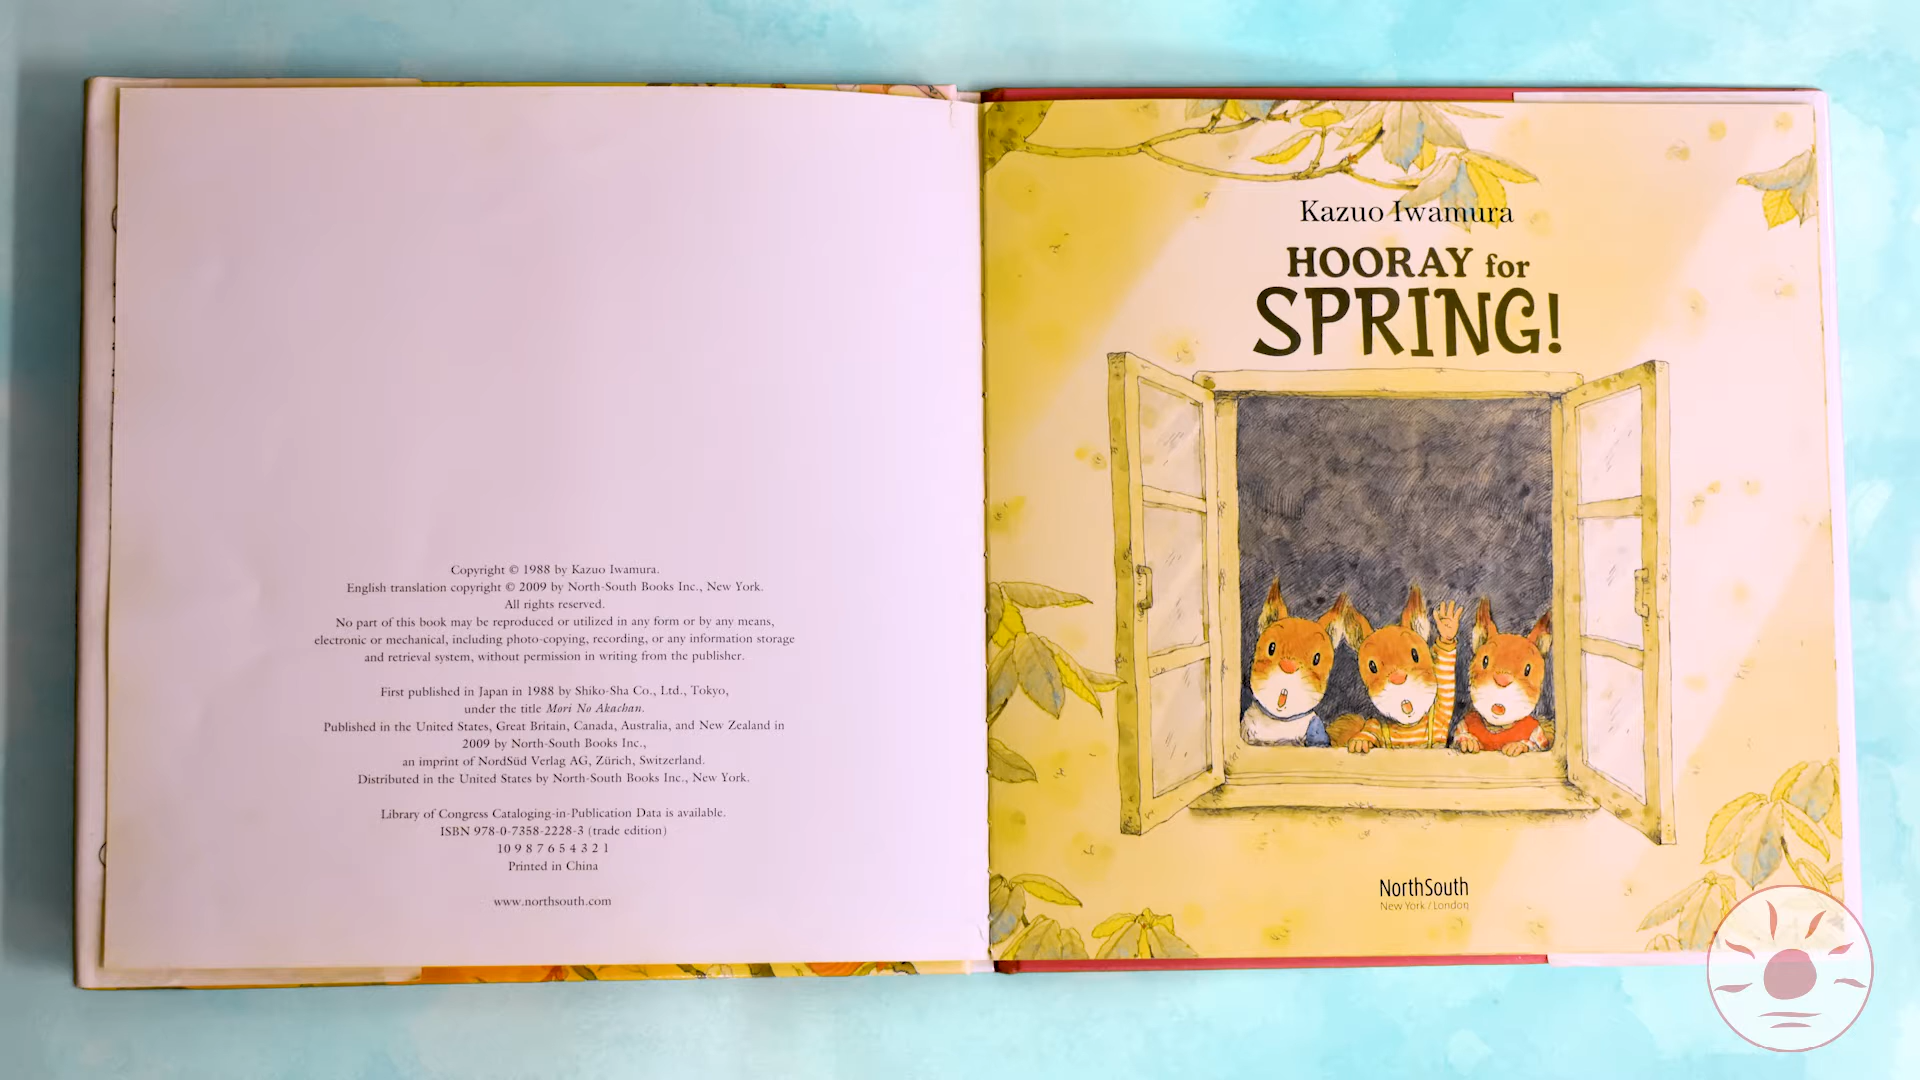 Copyright © 1988 by Kazuo Iwamura.
English translation copyright © 2009 by North-South Books Inc., New York.
All rights reserved.
No part of this book may be reproduced or utilized in any form or by any means,
electronic or mechanical, including photo-copying, recording, or any information storage
and retrieval system, without permission in writing from the publisher.
First published in Japan in 1988 by Shiko-Sha Co., Ltd., Tokyo,
under the title Mori No Akachan.
Published in the United States, Great Britain, Canada, Australia, and New Zealand in
2009 by North-South Books Inc.,
an imprint of NordSüd Verlag AG, Zürich, Switzerland.
Distributed in the United States by North-South Books Inc., New York.
Library of Congress Cataloging-in-Publication Data is available.
ISBN 978-0-7358-2228-3 (trade edition)
10 9 8 7 6 5 4 3 2 1
Printed in China
www.northsouth.com
Kazuo Iwamura
HOORAY for
SPRING!
NorthSouth
New York / London